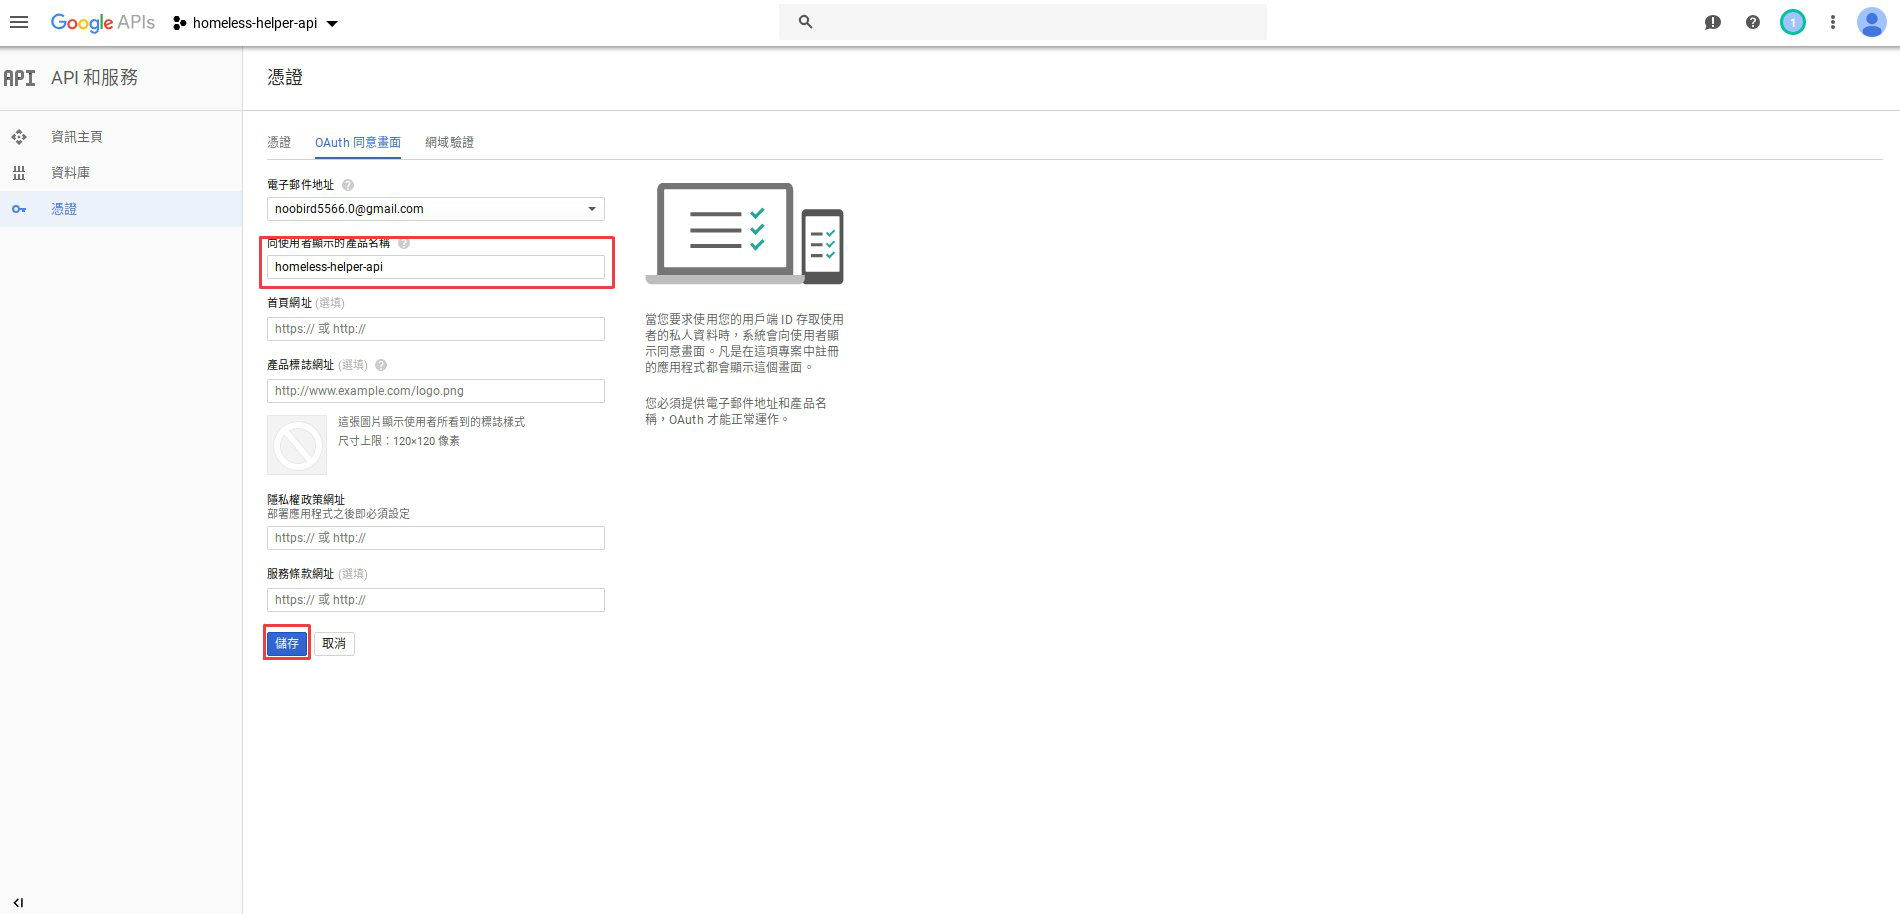 Google APIs
homeless-helper-api
1
API API 和服務
憑證
資訊主頁
資料庫
憑證
憑證
OAuth 同意畫面
網域驗證
電子郵件地址 ?
noobird5566.0@gmail.com
向使用者顯示的產品名稱 ?
homeless-helper-api
首頁網址 (選填)
https:// 或 http://
產品標誌網址 (選填) ?
http://www.example.com/logo.png
這張圖片顯示使用者所看到的標誌樣式
尺寸上限：120×120 像素
隱私權政策網址
部署應用程式之後即必須設定
https:// 或 http://
服務條款網址 (選填)
https:// 或 http://
儲存
取消
當您要求使用您的用戶端 ID 存取使用
者的私人資料時，系統會向使用者顯
示同意畫面。凡是在這項專案中註冊
的應用程式都會顯示這個畫面。
您必須提供電子郵件地址和產品名
稱，OAuth 才能正常運作。